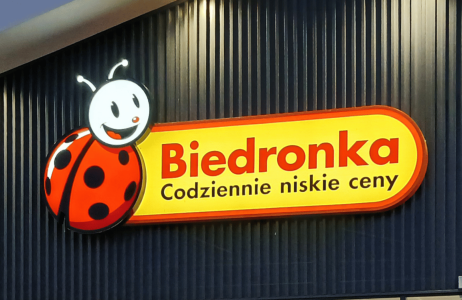 Biedronka
Codziennie niskie ceny